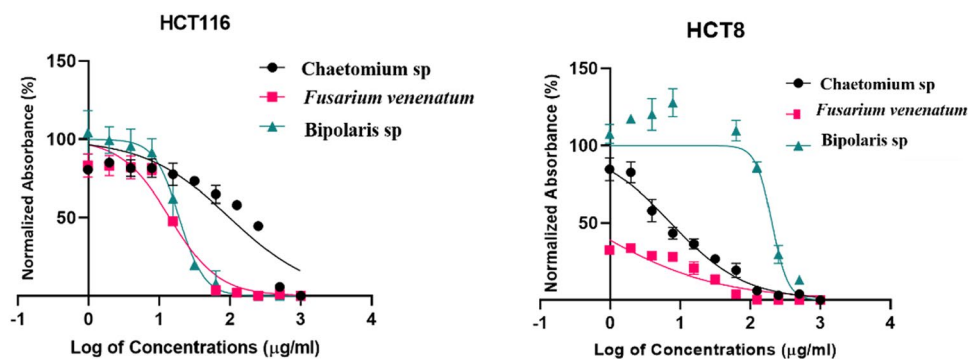 HCT116
150
100
50
-1
0
1
2
3
4
Normalized Absorbance (%)
Log of Concentrations (µg/ml)
Chaetomium sp
Fusarium venenatum
Bipolaris sp
HCT8
150
100
50
0
-1
0
1
2
3
4
Normalized Absorbance (%)
Log of Concentrations (µg/ml)
Chaetomium sp
Fusarium venenatum
Bipolaris sp